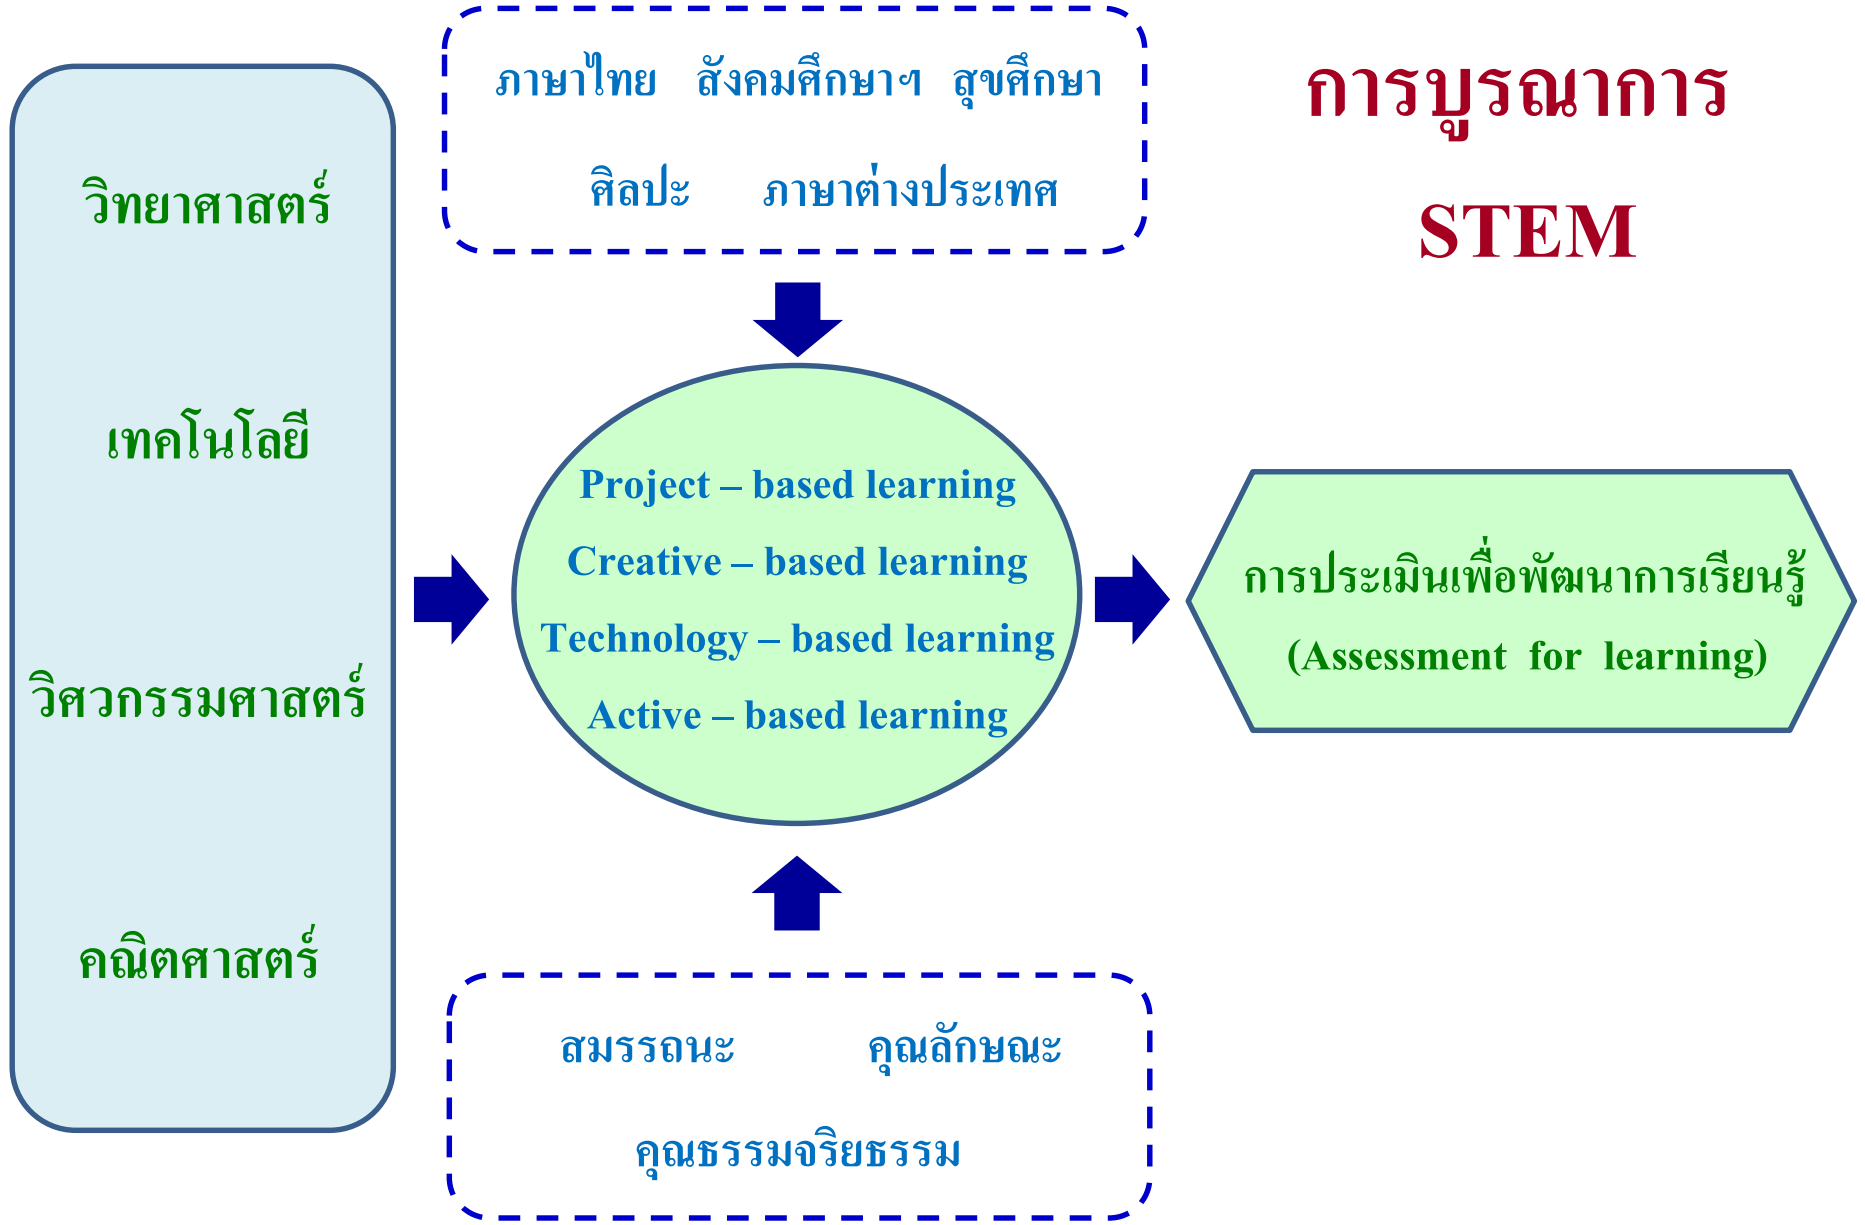 การบูรณาการ
STEM
วิทยาศาสตร์
เทคโนโลยี
วิศวกรรมศาสตร์
คณิตศาสตร์
ภาษาไทย สังคมศึกษาฯ สุขศึกษา
ศิลปะ ภาษาต่างประเทศ
Project – based learning
Creative – based learning
Technology – based learning
Active – based learning
สมรรถนะ คุณลักษณะ
คุณธรรมจริยธรรม
การประเมินเพื่อพัฒนาการเรียนรู้
(Assessment for learning)